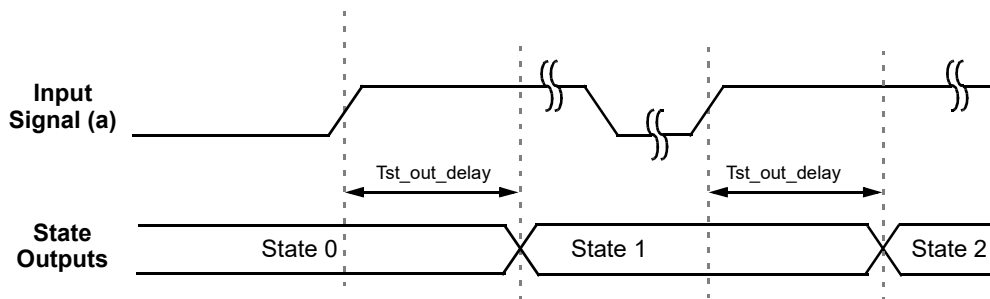 Input
Signal (a)
Tst_out_delay
Tst_out_delay
State
Outputs
State 0
State 1
State 2